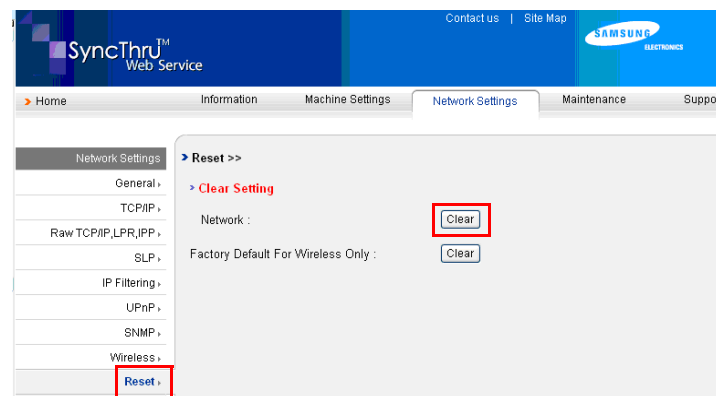 Contact us | Site Map
SAMSUNG
ELECTRONICS
SyncThru™
Web Service
> Home
Information
Machine Settings
Network Settings
Maintenance
Suppo
Network Settings
General
TCP/IP
Raw TCP/IP,LPR,IPP
SLP
IP Filtering
UPnP
SNMP
Wireless
Reset
> Reset >>
> Clear Setting
Network : Clear
Factory Default For Wireless Only : Clear